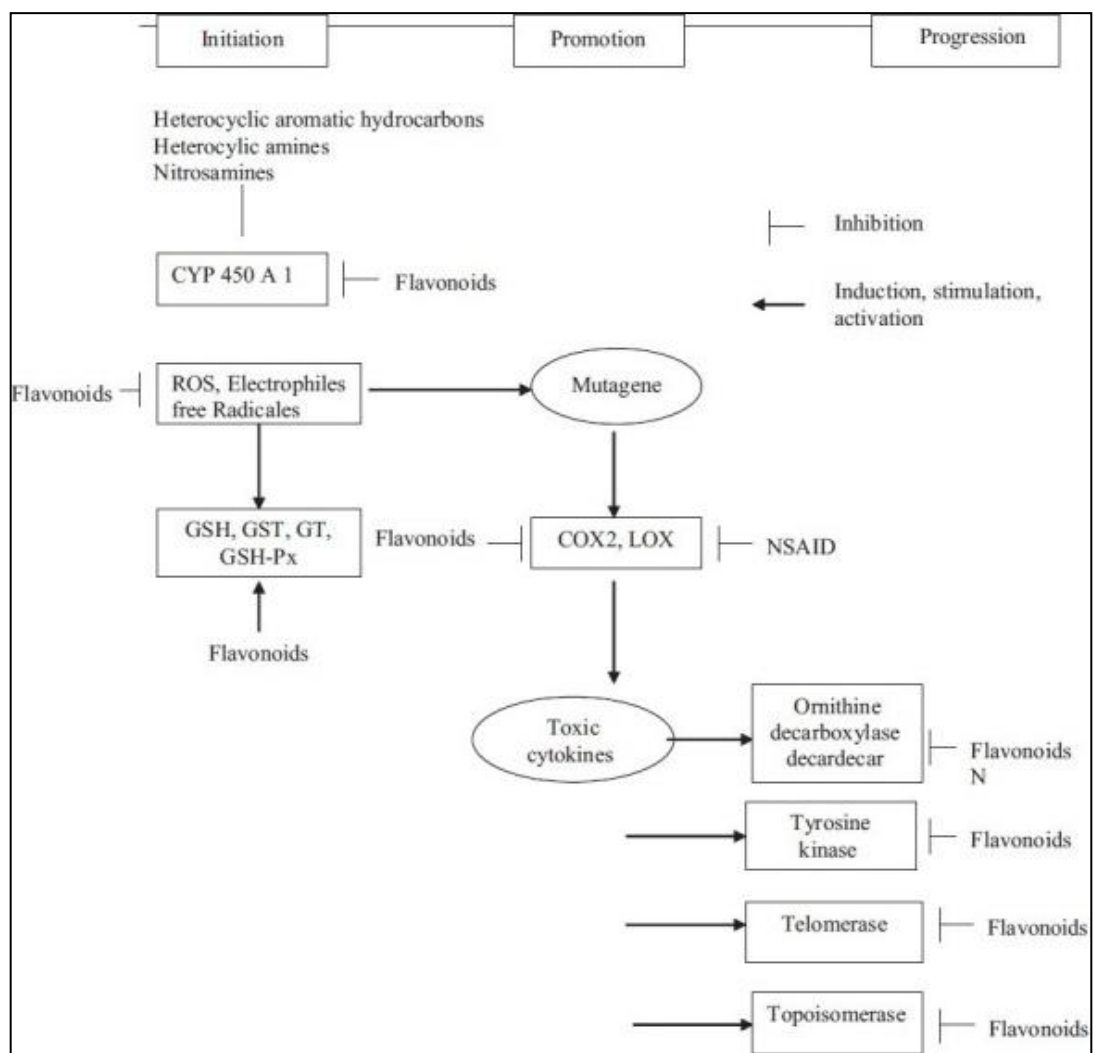 Initiation
Promotion
Progression
Heterocyclic aromatic hydrocarbons
Heterocylic amines
Nitrosamines
Inhibition
CYP 450 A 1
Flavonoids
Induction, stimulation,
activation
Flavonoids
ROS, Electrophiles
free Radicales
Mutagene
GSH, GST, GT,
GSH-Px
Flavonoids
COX2, LOX
NSAID
Flavonoids
Toxic
cytokines
Ornithine
decarboxylase
decardecar
Flavonoids
N
Tyrosine
kinase
Flavonoids
Telomerase
Flavonoids
Topoisomerase
Flavonoids